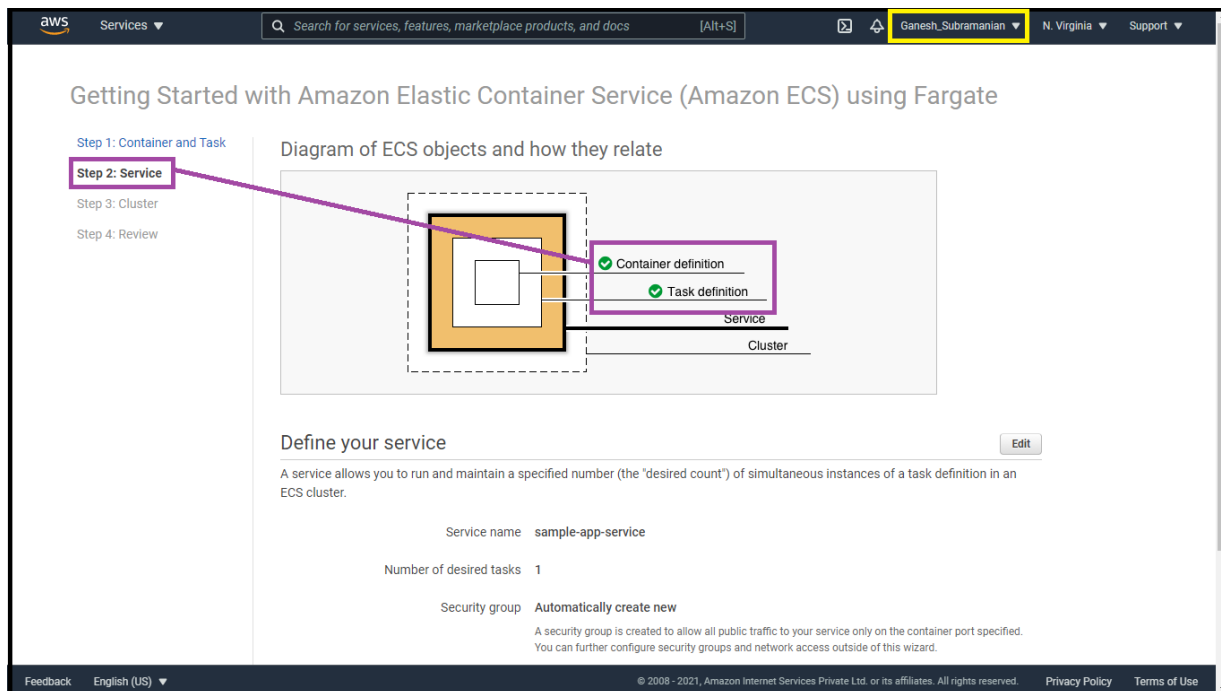 aws
Services ▼
Search for services, features, marketplace products, and docs
[Alt+S]
Ganesh_Subramanian ▼
N. Virginia ▼
Support ▼
Getting Started with Amazon Elastic Container Service (Amazon ECS) using Fargate
Step 1: Container and Task
Step 2: Service
Step 3: Cluster
Step 4: Review
Diagram of ECS objects and how they relate
Container definition
Task definition
Service
Cluster
Define your service
Edit
A service allows you to run and maintain a specified number (the "desired count") of simultaneous instances of a task definition in an
ECS cluster.
Service name sample-app-service
Number of desired tasks 1
Security group Automatically create new
A security group is created to allow all public traffic to your service only on the container port specified.
You can further configure security groups and network access outside of this wizard.
Feedback
English (US) ▼
© 2008 - 2021, Amazon Internet Services Private Ltd. or its affiliates. All rights reserved.
Privacy Policy
Terms of Use